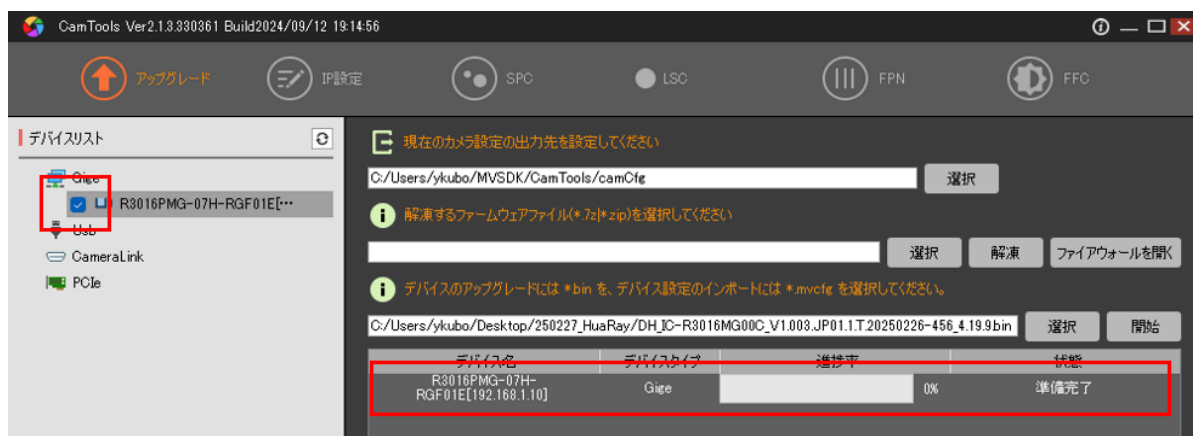 CamTools Ver2.1.3.330361 Build2024/09/12 19:14:56
アップグレード IP設定 SPC LSC FPN FFC
デバイスリスト
Gige
R3016PMG-07H-RGF01E[…
Usb
CameraLink
PCIe
現在のカメラ設定の出力先を設定してください
C:/Users/ykubo/MVSDK/CamTools/camCfg 選択
解凍するファームウェアファイル(*.7z|*.zip)を選択してください
選択 解凍 ファイアウォールを開く
デバイスのアップグレードには *bin を、デバイス設定のインポートには *.mvcfg を選択してください。
C:/Users/ykubo/Desktop/250227_HuaRay/DH_IC-R3016MG00C_V1.003.JP01.1.T.20250226-456_4.19.9.bin 選択 開始
デバイス名 デバイスタイプ 進捗率 状態
R3016PMG-07H-
RGF01E[192.168.1.10] Gige 0% 準備完了